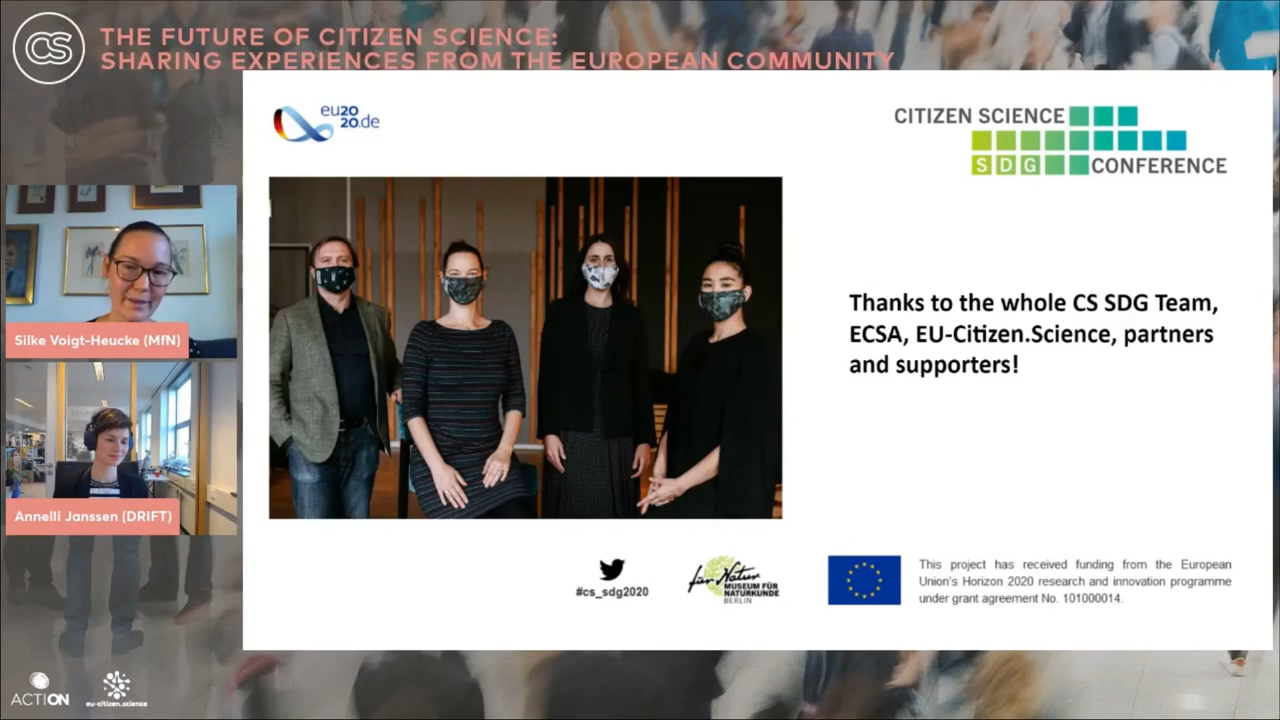 CS
THE FUTURE OF CITIZEN SCIENCE:
SHARING EXPERIENCES FROM THE EUROPEAN COMMUNITY
eu20
20.de
CITIZEN SCIENCE
SDG CONFERENCE
Silke Voigt-Heucke (MfN)
Annelli Janssen (DRIFT)
Thanks to the whole CS SDG Team,
ECSA, EU-Citizen.Science, partners
and supporters!
#cs_sdg2020
für Natur
MUSEUM FÜR
NATURKUNDE
BERLIN
This project has received funding from the European
Union's Horizon 2020 research and innovation programme
under grant agreement No. 101000014.
ACTION
eu-citizen.science